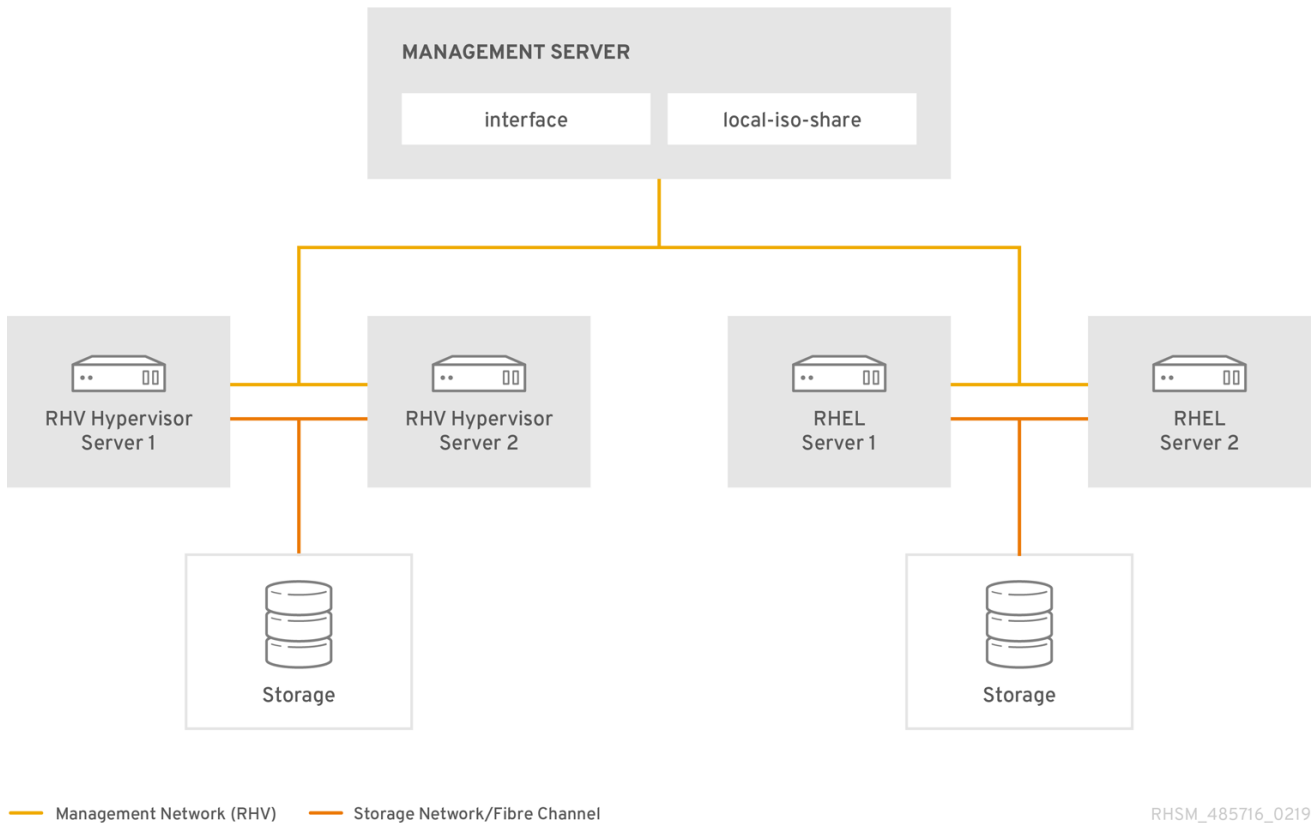 MANAGEMENT SERVER
interface
local-iso-share
RHV Hypervisor
Server 1
RHV Hypervisor
Server 2
RHEL
Server 1
RHEL
Server 2
Storage
Storage
Management Network (RHV)
Storage Network/Fibre Channel
RHSM_485716_0219